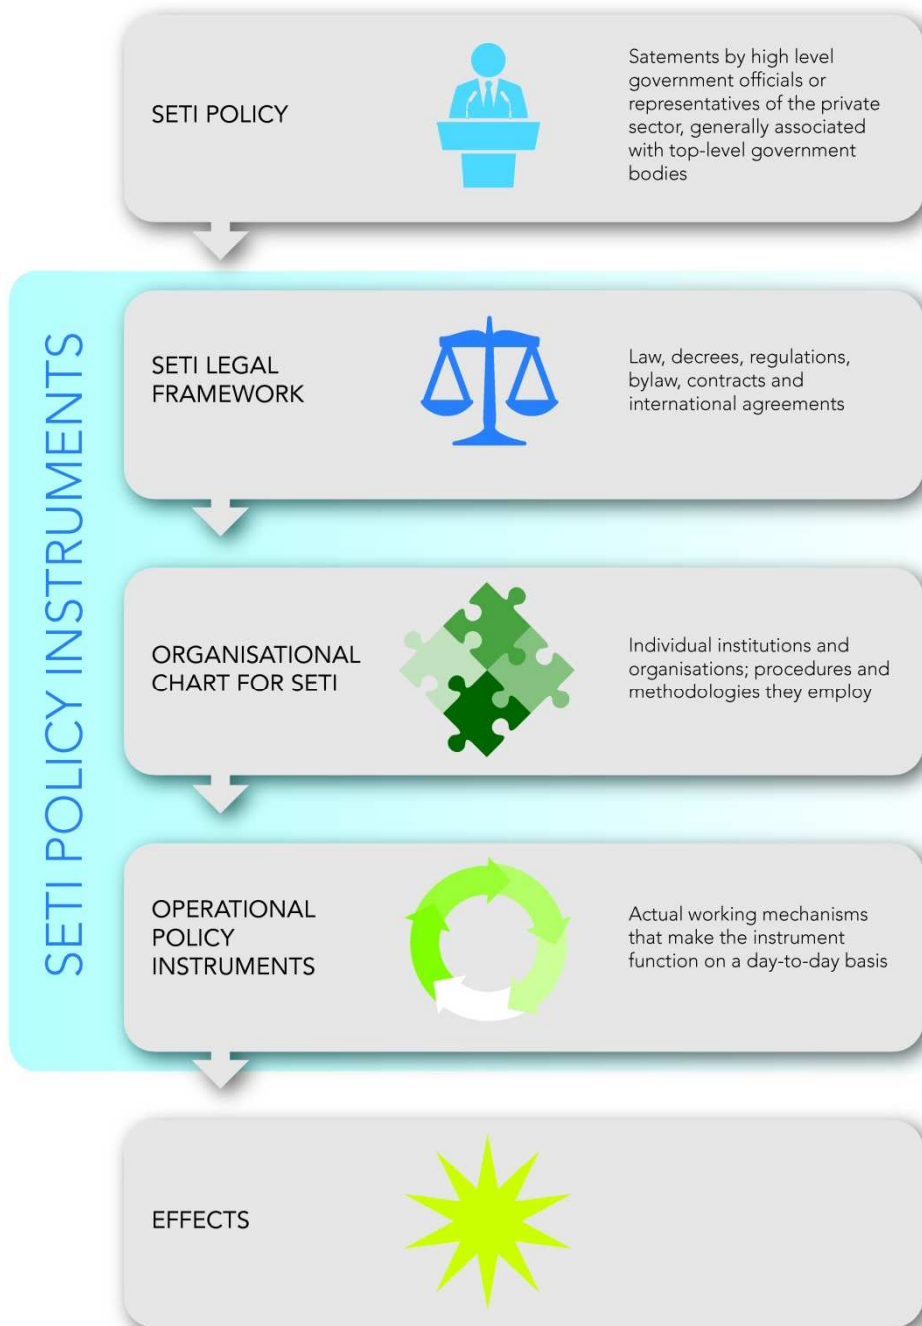 SETI POLICY
Satements by high level
government officials or
representatives of the private
sector, generally associated
with top-level government
bodies
SETI POLICY INSTRUMENTS
SETI LEGAL
FRAMEWORK
Law, decrees, regulations,
bylaw, contracts and
international agreements
ORGANISATIONAL
CHART FOR SETI
Individual institutions and
organisations; procedures and
methodologies they employ
OPERATIONAL
POLICY
INSTRUMENTS
Actual working mechanisms
that make the instrument
function on a day-to-day basis
EFFECTS